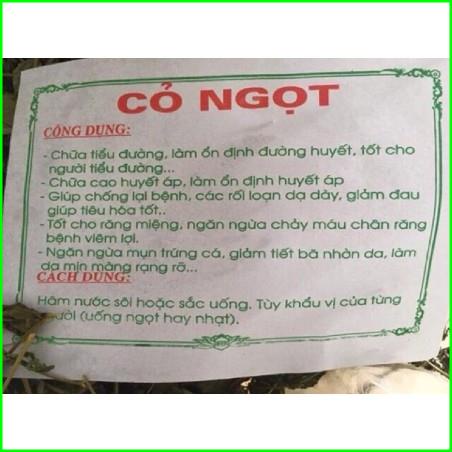 CỎ NGỌT
CÔNG DỤNG:
- Chữa tiểu đường, làm ổn định đường huyết, tốt cho
người tiểu đường...
- Chữa cao huyết áp, làm ổn định huyết áp
- Giúp chống lại bệnh, các rối loạn dạ dày, giảm đau
giúp tiêu hóa tốt..
- Tốt cho răng miệng, ngăn ngừa chảy máu chân răng
bệnh viêm lợi.
- Ngăn ngừa mụn trứng cá, giảm tiết bã nhờn da, làm
da mịn màng rạng rỡ...
CÁCH DÙNG:
Hãm nước sôi hoặc sắc uống. Tùy khẩu vị của từng
(uống ngọt hay nhạt).